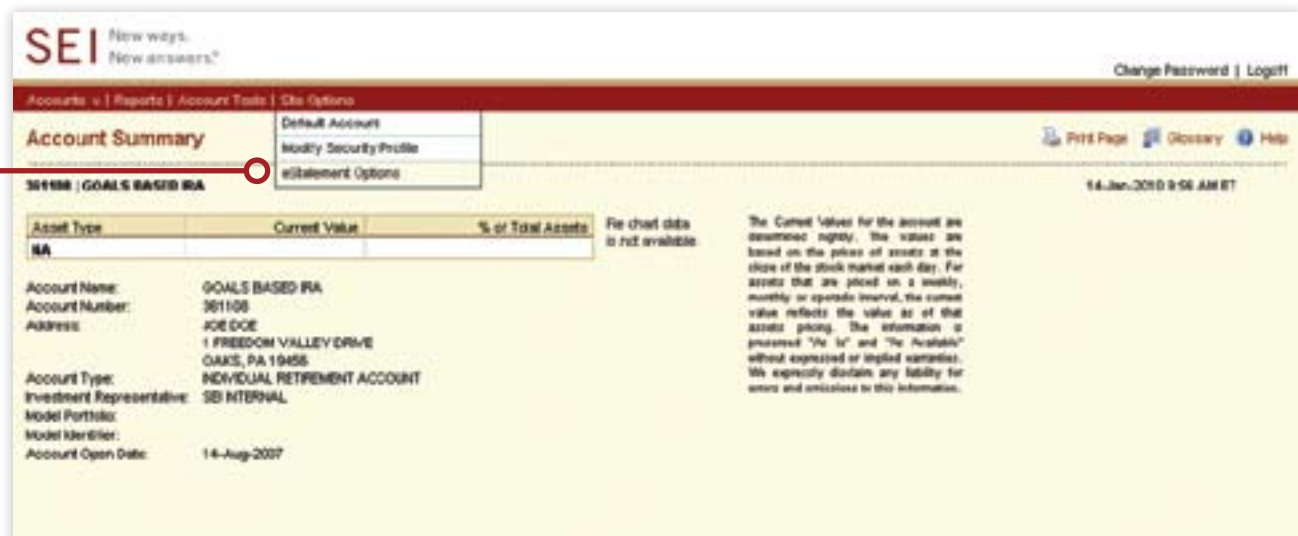 SEI New ways.
New answers.®
Change Password | Logoff
Accounts v | Reports | Account Tools | Site Options
Default Account
Modify Security Profile
eStatement Options
Account Summary
Print Page Glossary Help
361108 | GOALS BASED IRA
14-Jan-2010 9:56 AM ET
Asset Type Current Value % of Total Assets
NA
Pie chart data
is not available.
The Current Values for the account are
determined nightly. The values are
based on the prices of assets at the
close of the stock market each day. For
assets that are priced on a weekly,
monthly or sporadic interval, the current
value reflects the value as of that
assets pricing. The information is
presented "As Is" and "As Available"
without expressed or implied warranties.
We expressly disclaim any liability for
errors and omissions in this information.
Account Name: GOALS BASED IRA
Account Number: 361108
Address: JOE DOE
1 FREEDOM VALLEY DRIVE
OAKS, PA 19456
Account Type: INDIVIDUAL RETIREMENT ACCOUNT
Investment Representative: SEI INTERNAL
Model Portfolio:
Model Identifier:
Account Open Date: 14-Aug-2007